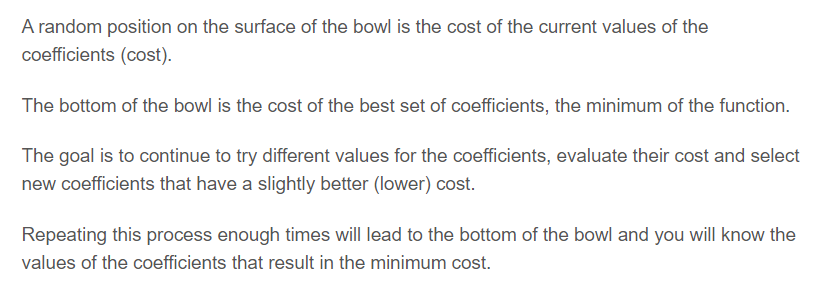 A random position on the surface of the bowl is the cost of the current values of the
coefficients (cost).
The bottom of the bowl is the cost of the best set of coefficients, the minimum of the function.
The goal is to continue to try different values for the coefficients, evaluate their cost and select
new coefficients that have a slightly better (lower) cost.
Repeating this process enough times will lead to the bottom of the bowl and you will know the
values of the coefficients that result in the minimum cost.